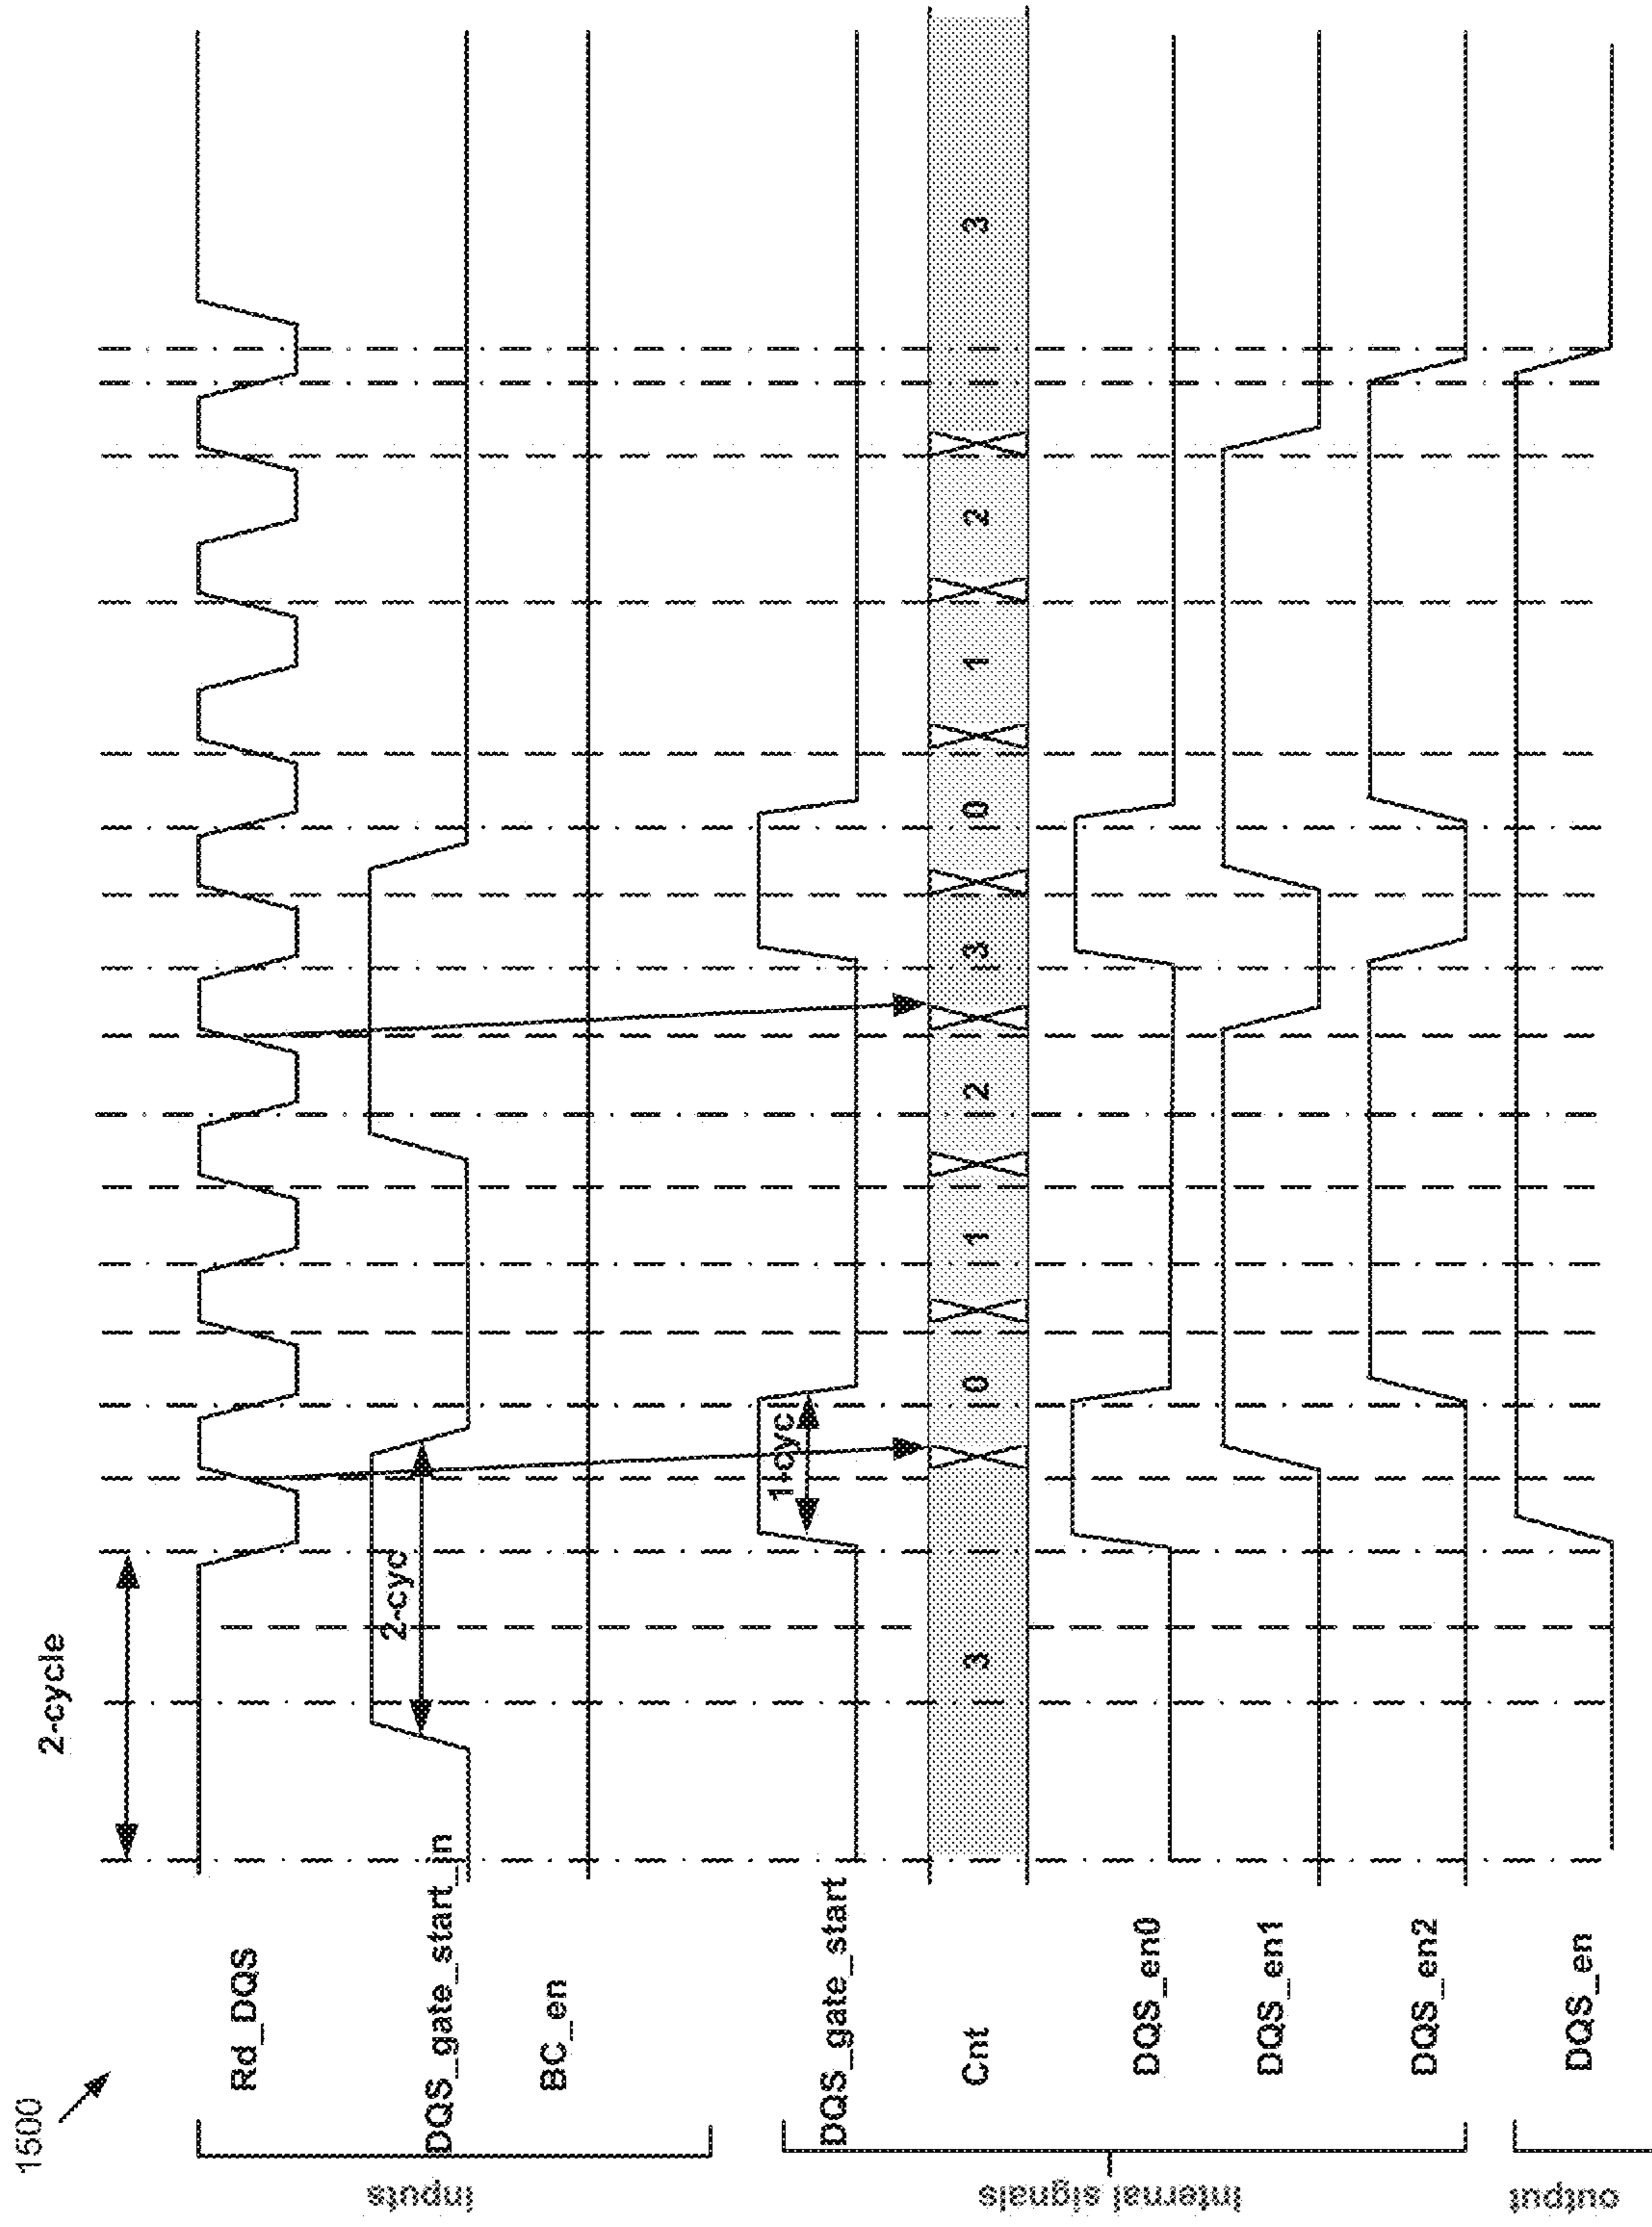 1500
2-cycle
inputs
Rd_DQS
DQS_gate_start_in
2-cyc
BC_en
internal signals
DQS_gate_start
1-cyc
Cnt
3 0 1 2 3 0 1 2 3
DQS_en0
DQS_en1
DQS_en2
output
DQS_en